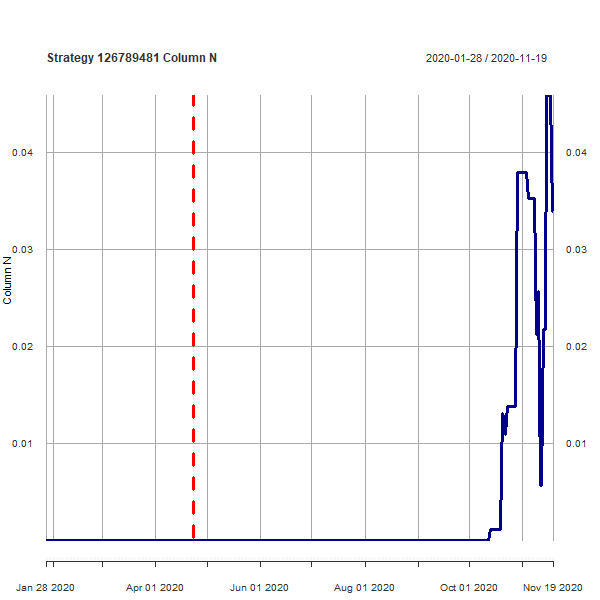 Strategy 126789481 Column N
2020-01-28 / 2020-11-19
0.04
0.04
0.03
0.03
Column N
0.02
0.02
0.01
0.01
Jan 28 2020
Apr 01 2020
Jun 01 2020
Aug 01 2020
Oct 01 2020
Nov 19 2020